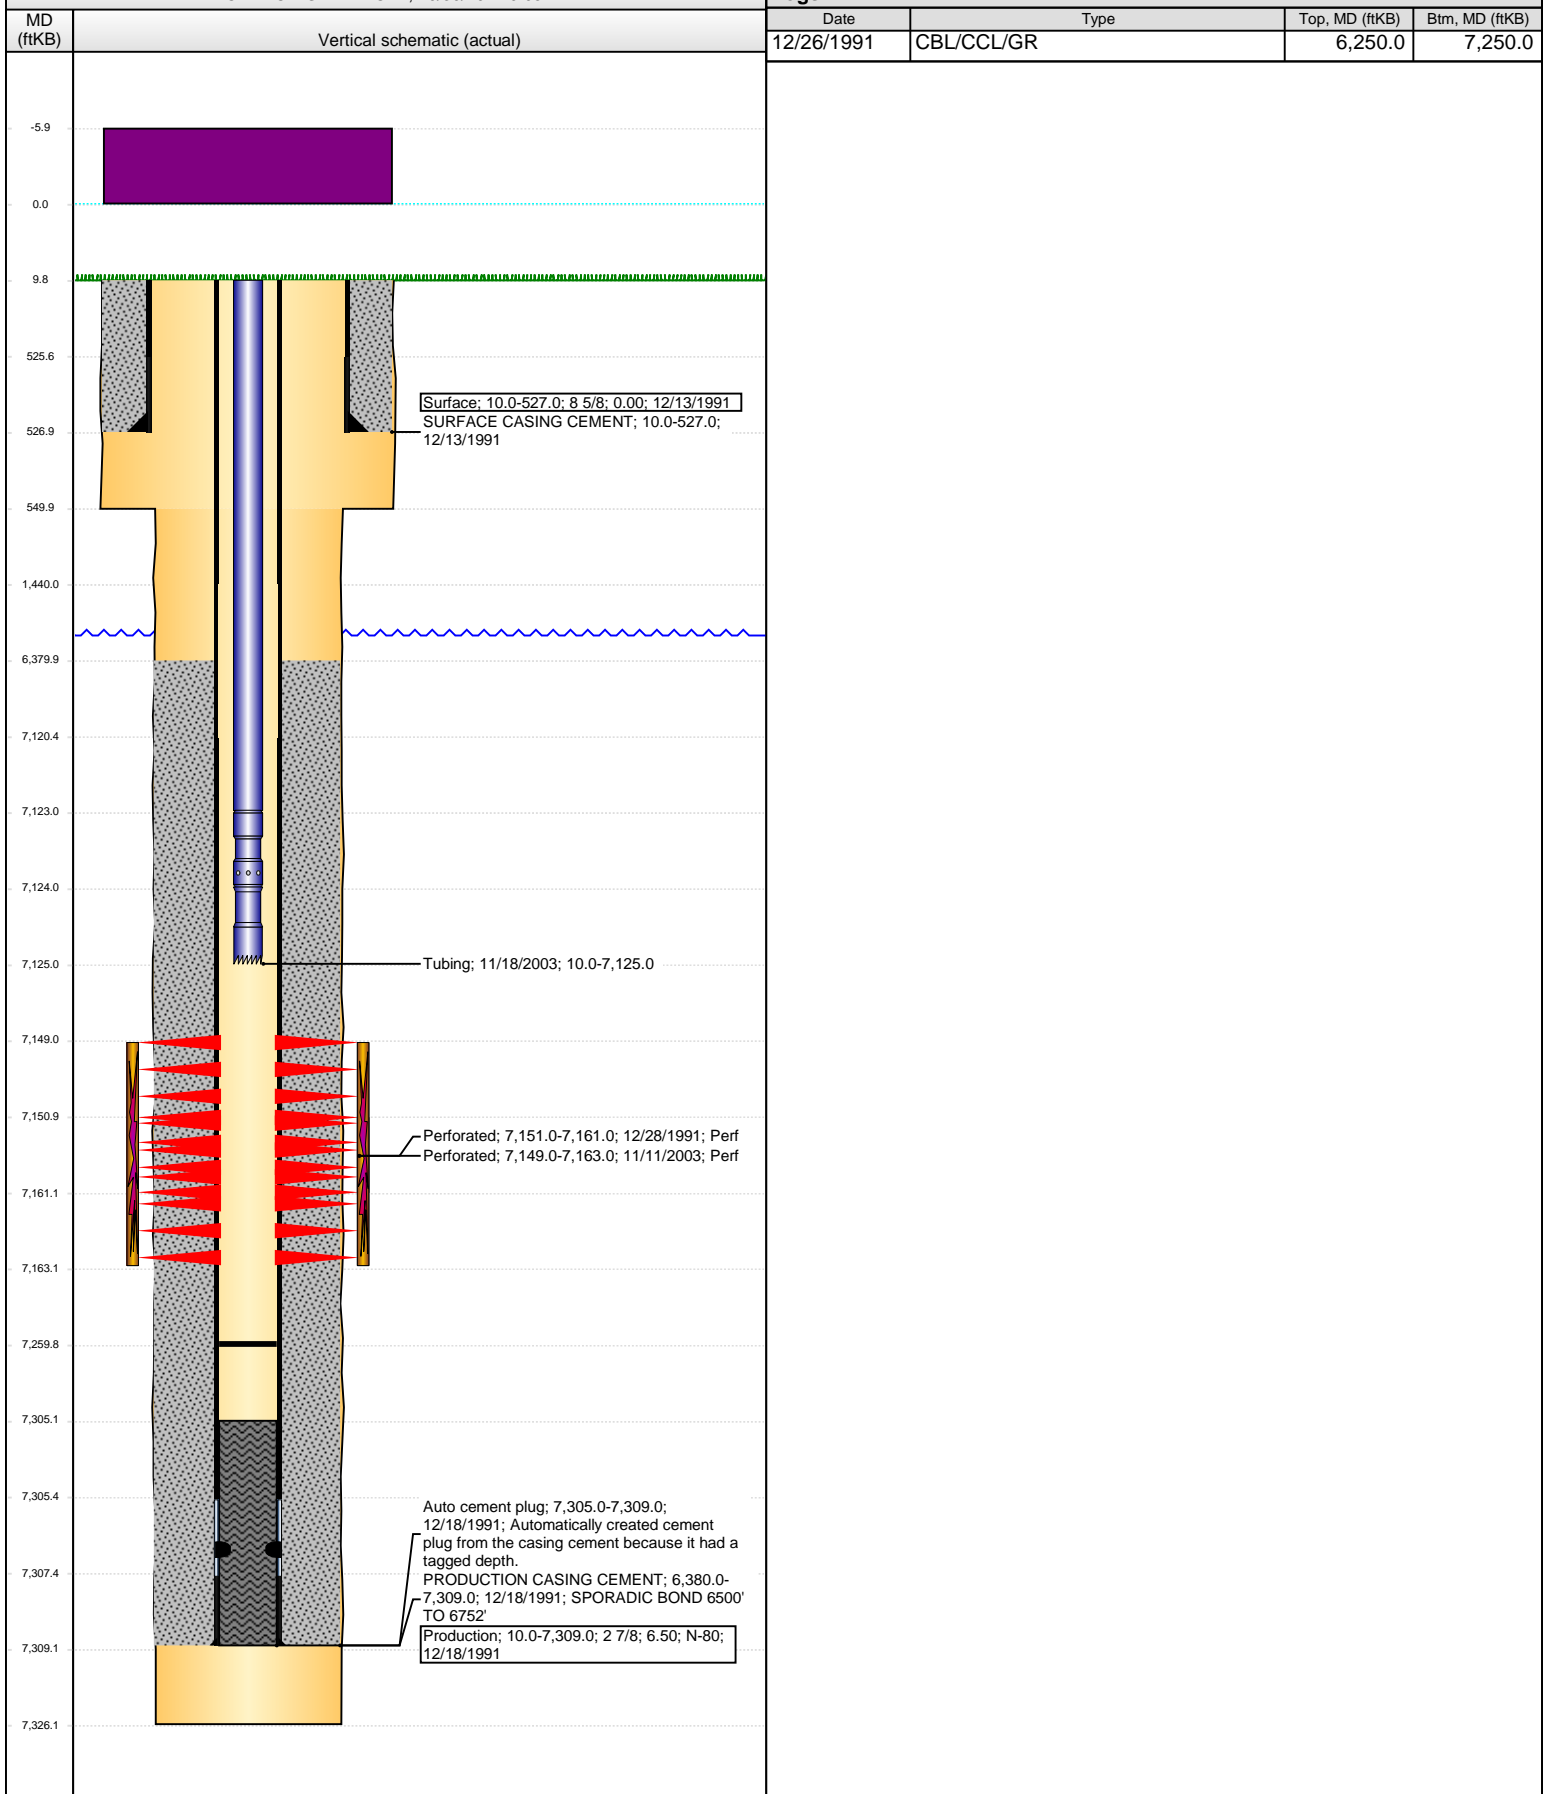 MD
(ftKB)
Vertical schematic (actual)
Date Type Top, MD (ftKB) Btm, MD (ftKB)
12/26/1991 CBL/CCL/GR 6,250.0 7,250.0
-5.9
0.0
9.8
525.6
Surface; 10.0-527.0; 8 5/8; 0.00; 12/13/1991
SURFACE CASING CEMENT; 10.0-527.0;
12/13/1991
526.9
549.9
1,440.0
6,379.9
7,120.4
7,123.0
7,124.0
7,125.0
Tubing; 11/18/2003; 10.0-7,125.0
7,149.0
7,150.9
Perforated; 7,151.0-7,161.0; 12/28/1991; Perf
Perforated; 7,149.0-7,163.0; 11/11/2003; Perf
7,161.1
7,163.1
7,259.8
7,305.1
7,305.4
Auto cement plug; 7,305.0-7,309.0;
12/18/1991; Automatically created cement
plug from the casing cement because it had a
tagged depth.
7,307.4
PRODUCTION CASING CEMENT; 6,380.0-
7,309.0; 12/18/1991; SPORADIC BOND 6500'
TO 6752'
Production; 10.0-7,309.0; 2 7/8; 6.50; N-80;
12/18/1991
7,309.1
7,326.1